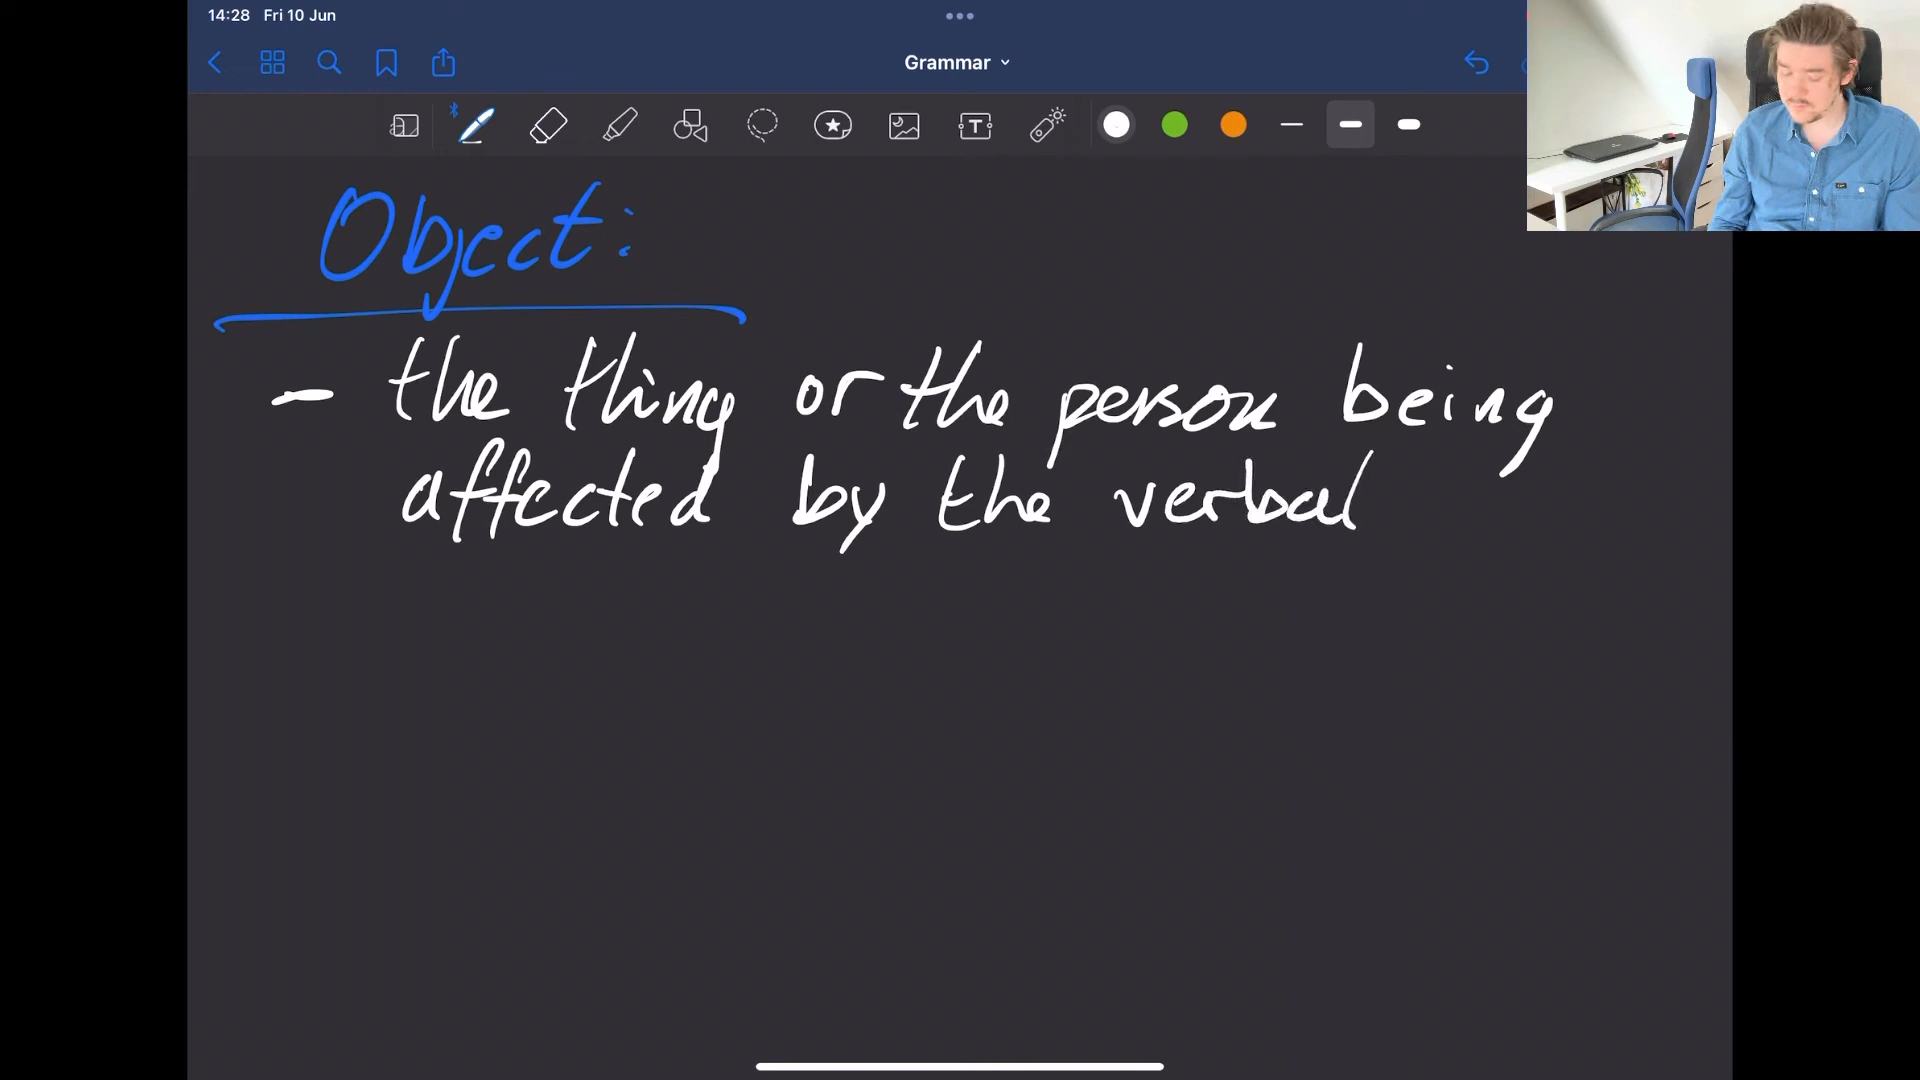 14:28 Fri 10 Jun
Grammar
Object:
- the thing or the person being
affected by the verbal